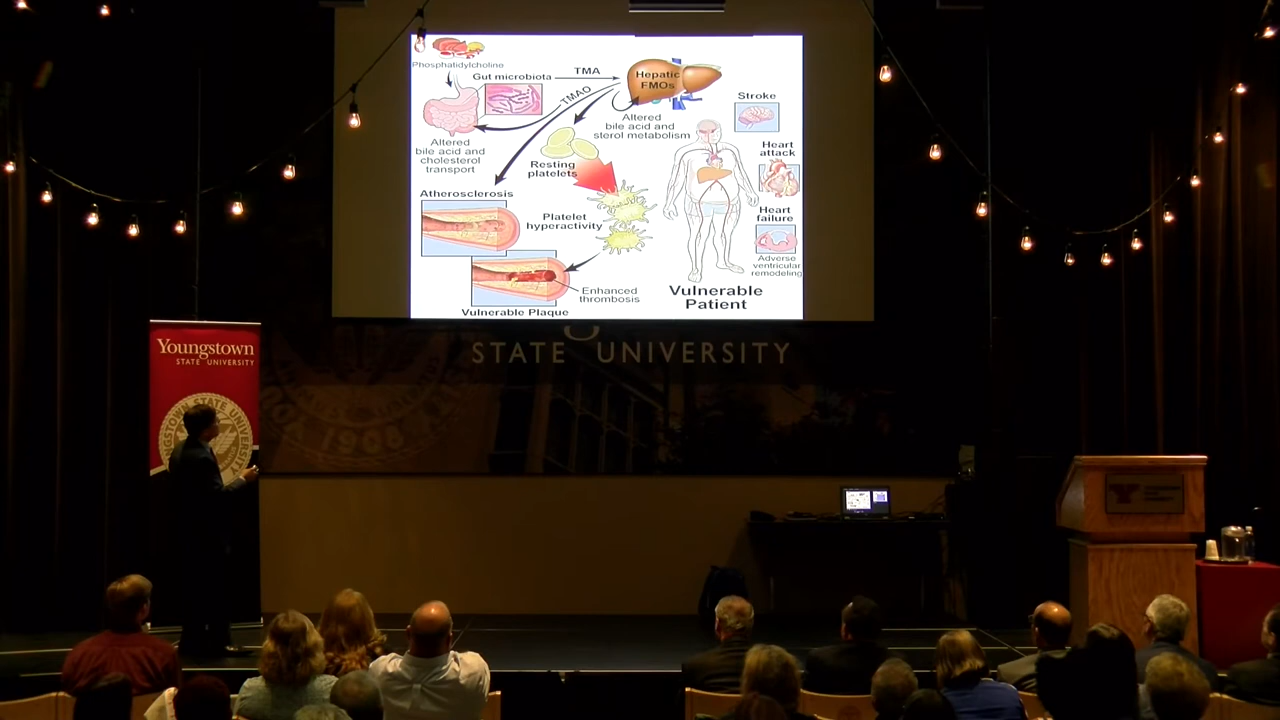 Phosphatidylcholine
Gut microbiota
TMA
TMAO
Hepatic
FMOs
Altered
bile acid and
sterol metabolism
Altered
bile acid and
cholesterol
transport
Resting
platelets
Atherosclerosis
Platelet
hyperactivity
Enhanced
thrombosis
Vulnerable Plaque
Stroke
Heart
attack
Heart
failure
Adverse
ventricular
remodeling
Vulnerable
Patient
STATE UNIVERSITY
Youngstown
STATE UNIVERSITY